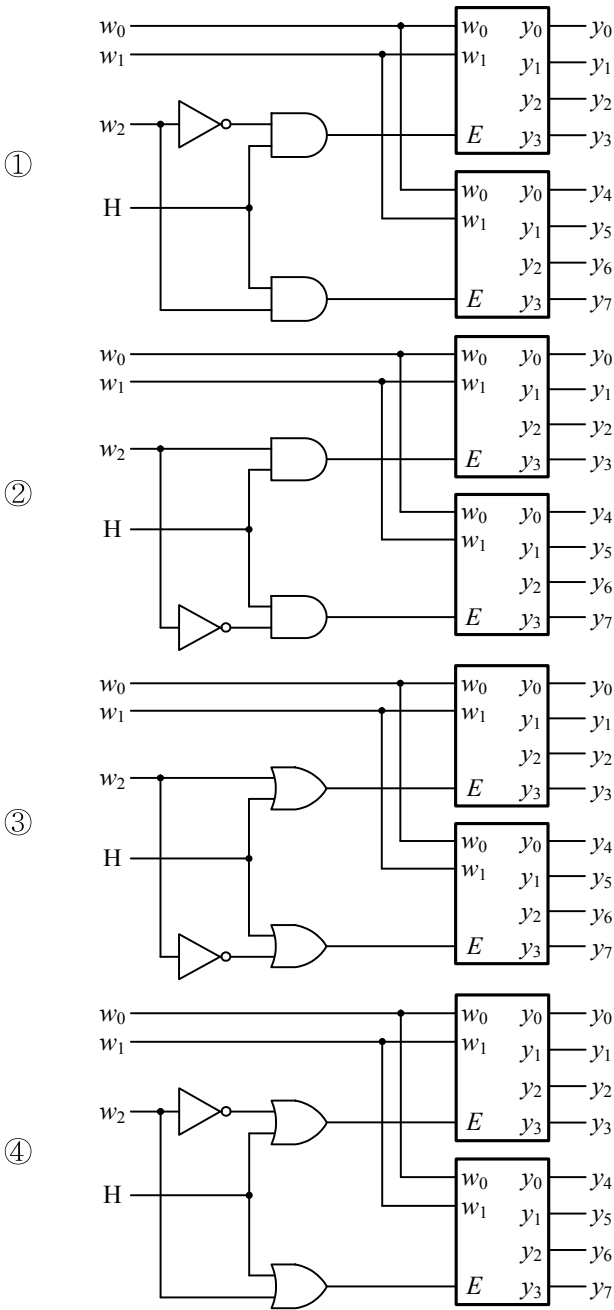 w₀ w₀ y₀ y₀
w₁ w₁ y₁ y₁
y₂ y₂
w₂ E y₃ y₃
①
H w₀ y₀ y₄
w₁ y₁ y₅
y₂ y₆
E y₃ y₇
w₀ w₀ y₀ y₀
w₁ w₁ y₁ y₁
y₂ y₂
w₂ E y₃ y₃
②
H w₀ y₀ y₄
w₁ y₁ y₅
y₂ y₆
E y₃ y₇
w₀ w₀ y₀ y₀
w₁ w₁ y₁ y₁
y₂ y₂
w₂ E y₃ y₃
③
H w₀ y₀ y₄
w₁ y₁ y₅
y₂ y₆
E y₃ y₇
w₀ w₀ y₀ y₀
w₁ w₁ y₁ y₁
y₂ y₂
w₂ E y₃ y₃
④
H w₀ y₀ y₄
w₁ y₁ y₅
y₂ y₆
E y₃ y₇